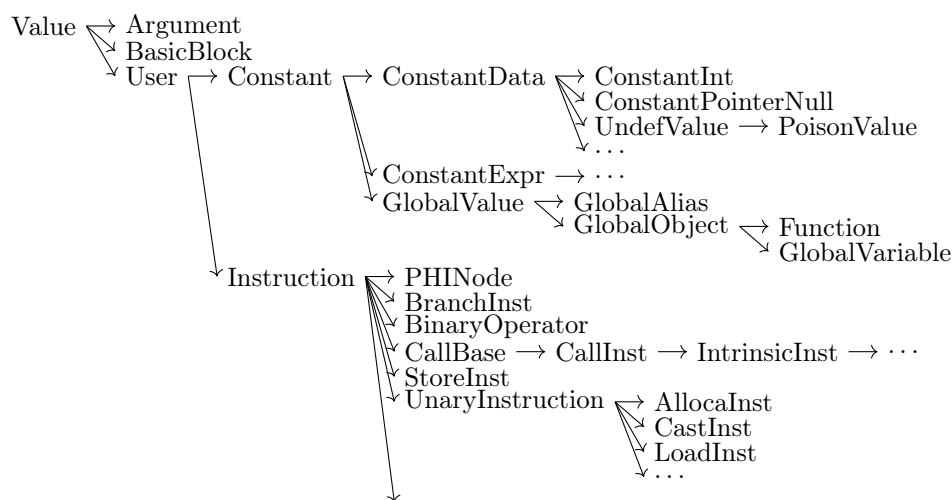 Value Argument
BasicBlock
User Constant ConstantData ConstantInt
ConstantPointerNull
UndefValue PoisonValue
...
ConstantExpr ...
GlobalValue GlobalAlias
GlobalObject Function
GlobalVariable
Instruction PHINode
BranchInst
BinaryOperator
CallBase CallInst IntrinsicInst ...
StoreInst
UnaryInstruction AllocaInst
CastInst
LoadInst
...